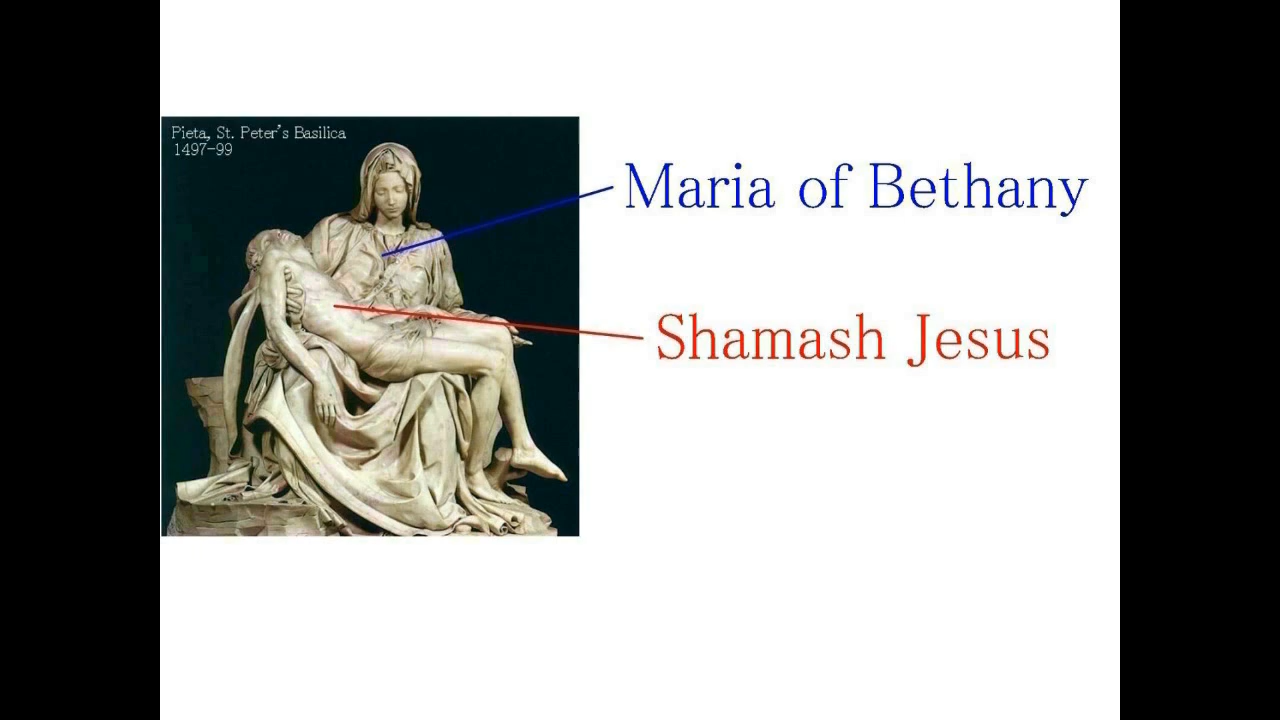 Pieta, St. Peter's Basilica
1497-99
Maria of Bethany
Shamash Jesus